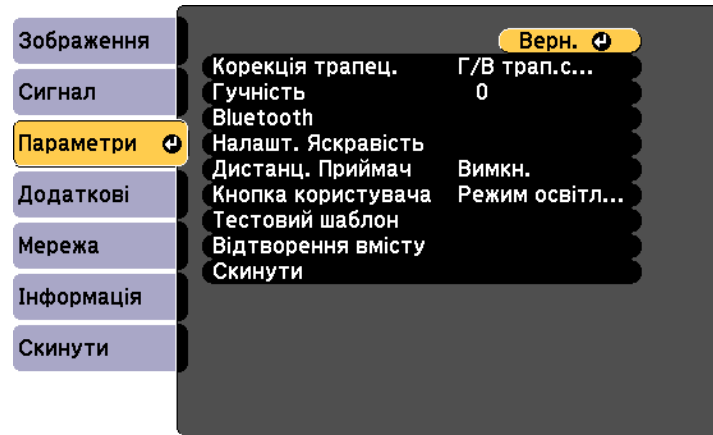 Зображення
Сигнал
Параметри
Додаткові
Мережа
Інформація
Скинути
Верн.
Корекція трапец. Г/В трап.с...
Гучність 0
Bluetooth
Налашт. Яскравість
Дистанц. Приймач Вимкн.
Кнопка користувача Режим освітл...
Тестовий шаблон
Відтворення вмісту
Скинути